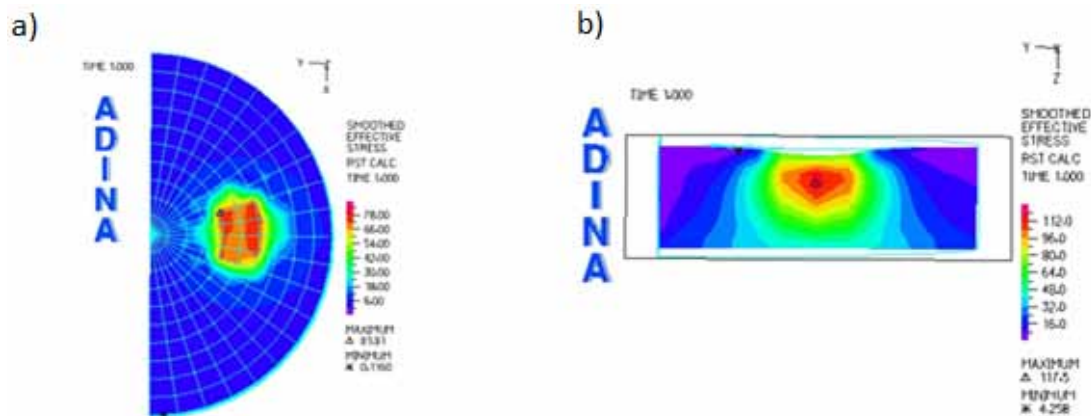 a)
TIME 1.000
ADINA
SMOOTHED
EFFECTIVE
STRESS
RST CALC
TIME 1.000
78.00
66.00
54.00
42.00
30.00
18.00
6.00
MAXIMUM
MINIMUM
0.1160
b)
TIME 1.000
ADINA
Y
Z
SMOOTHED
EFFECTIVE
STRESS
RST CALC
TIME 1.000
112.0
96.0
80.0
64.0
48.0
32.0
16.0
MAXIMUM
117.5
MINIMUM
4.258